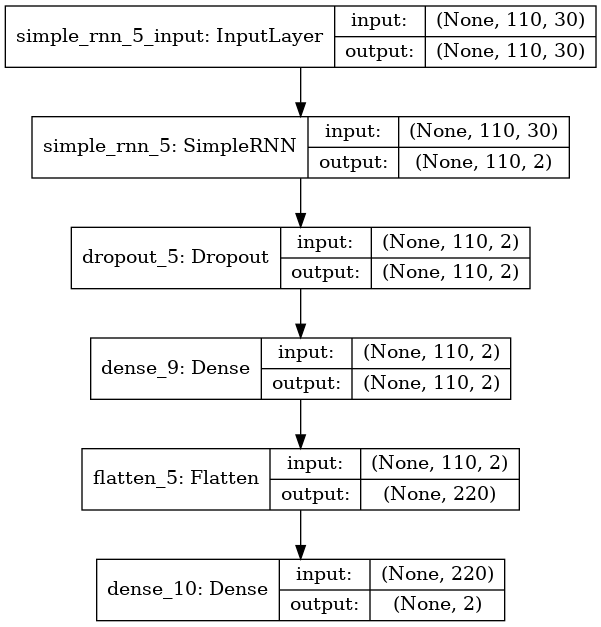 simple_rnn_5_input: InputLayer
input:
(None, 110, 30)
output:
(None, 110, 30)
simple_rnn_5: SimpleRNN
input:
(None, 110, 30)
output:
(None, 110, 2)
dropout_5: Dropout
input:
(None, 110, 2)
output:
(None, 110, 2)
dense_9: Dense
input:
(None, 110, 2)
output:
(None, 110, 2)
flatten_5: Flatten
input:
(None, 110, 2)
output:
(None, 220)
dense_10: Dense
input:
(None, 220)
output:
(None, 2)